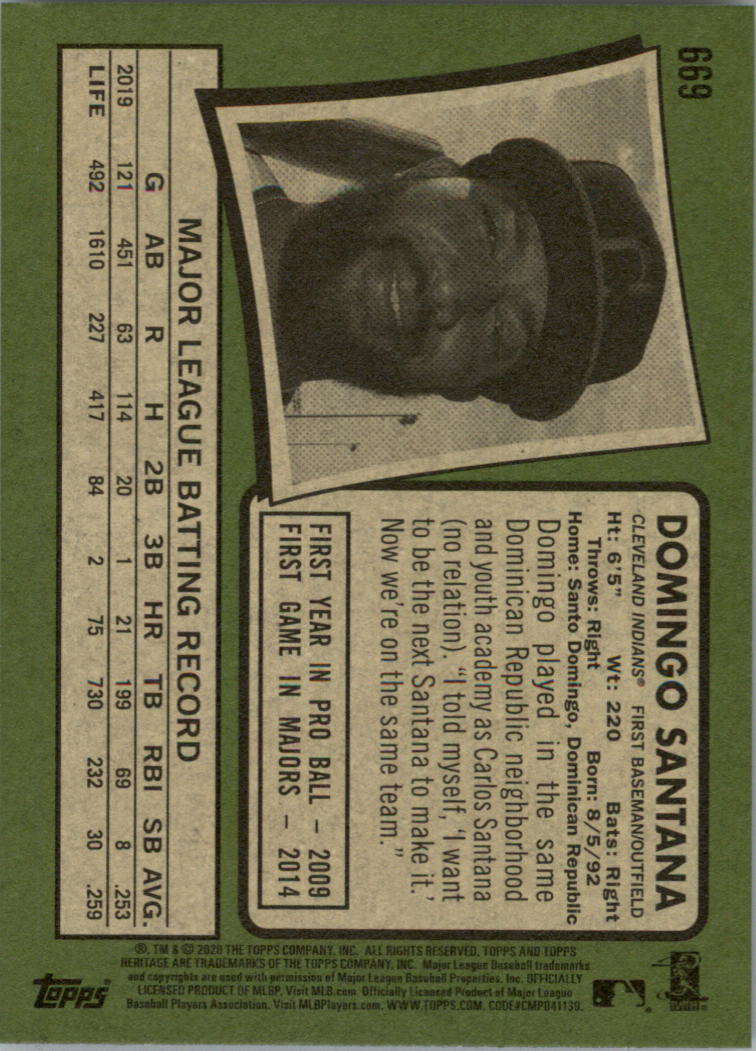 669
DOMINGO SANTANA
CLEVELAND INDIANS® FIRST BASEMAN/OUTFIELD
Ht: 6'5" Wt: 220 Bats: Right
Throws: Right Born: 8/5/92
Home: Santo Domingo, Dominican Republic
Domingo played in the same
Dominican Republic neighborhood
and youth academy as Carlos Santana
(no relation). "I told myself, 'I want
to be the next Santana to make it.'
Now we're on the same team."
FIRST YEAR IN PRO BALL – 2009
FIRST GAME IN MAJORS – 2014
MAJOR LEAGUE BATTING RECORD
G AB R H 2B 3B HR TB RBI SB AVG.
2019 121 451 63 114 20 1 21 199 69 8 .253
LIFE 492 1610 227 417 84 2 75 730 232 30 .259
®, TM & © 2020 THE TOPPS COMPANY, INC. ALL RIGHTS RESERVED. TOPPS AND TOPPS
HERITAGE ARE TRADEMARKS OF THE TOPPS COMPANY, INC. Major League Baseball trademarks
and copyrights are used with permission of Major League Baseball Properties, Inc. OFFICIALLY
LICENSED PRODUCT OF MLBP, Visit MLB.com. Officially Licensed Product of Major League
Baseball Players Association. Visit MLBPlayers.com. WWW.TOPPS.COM. CODE#CMP041139.
TOPPS